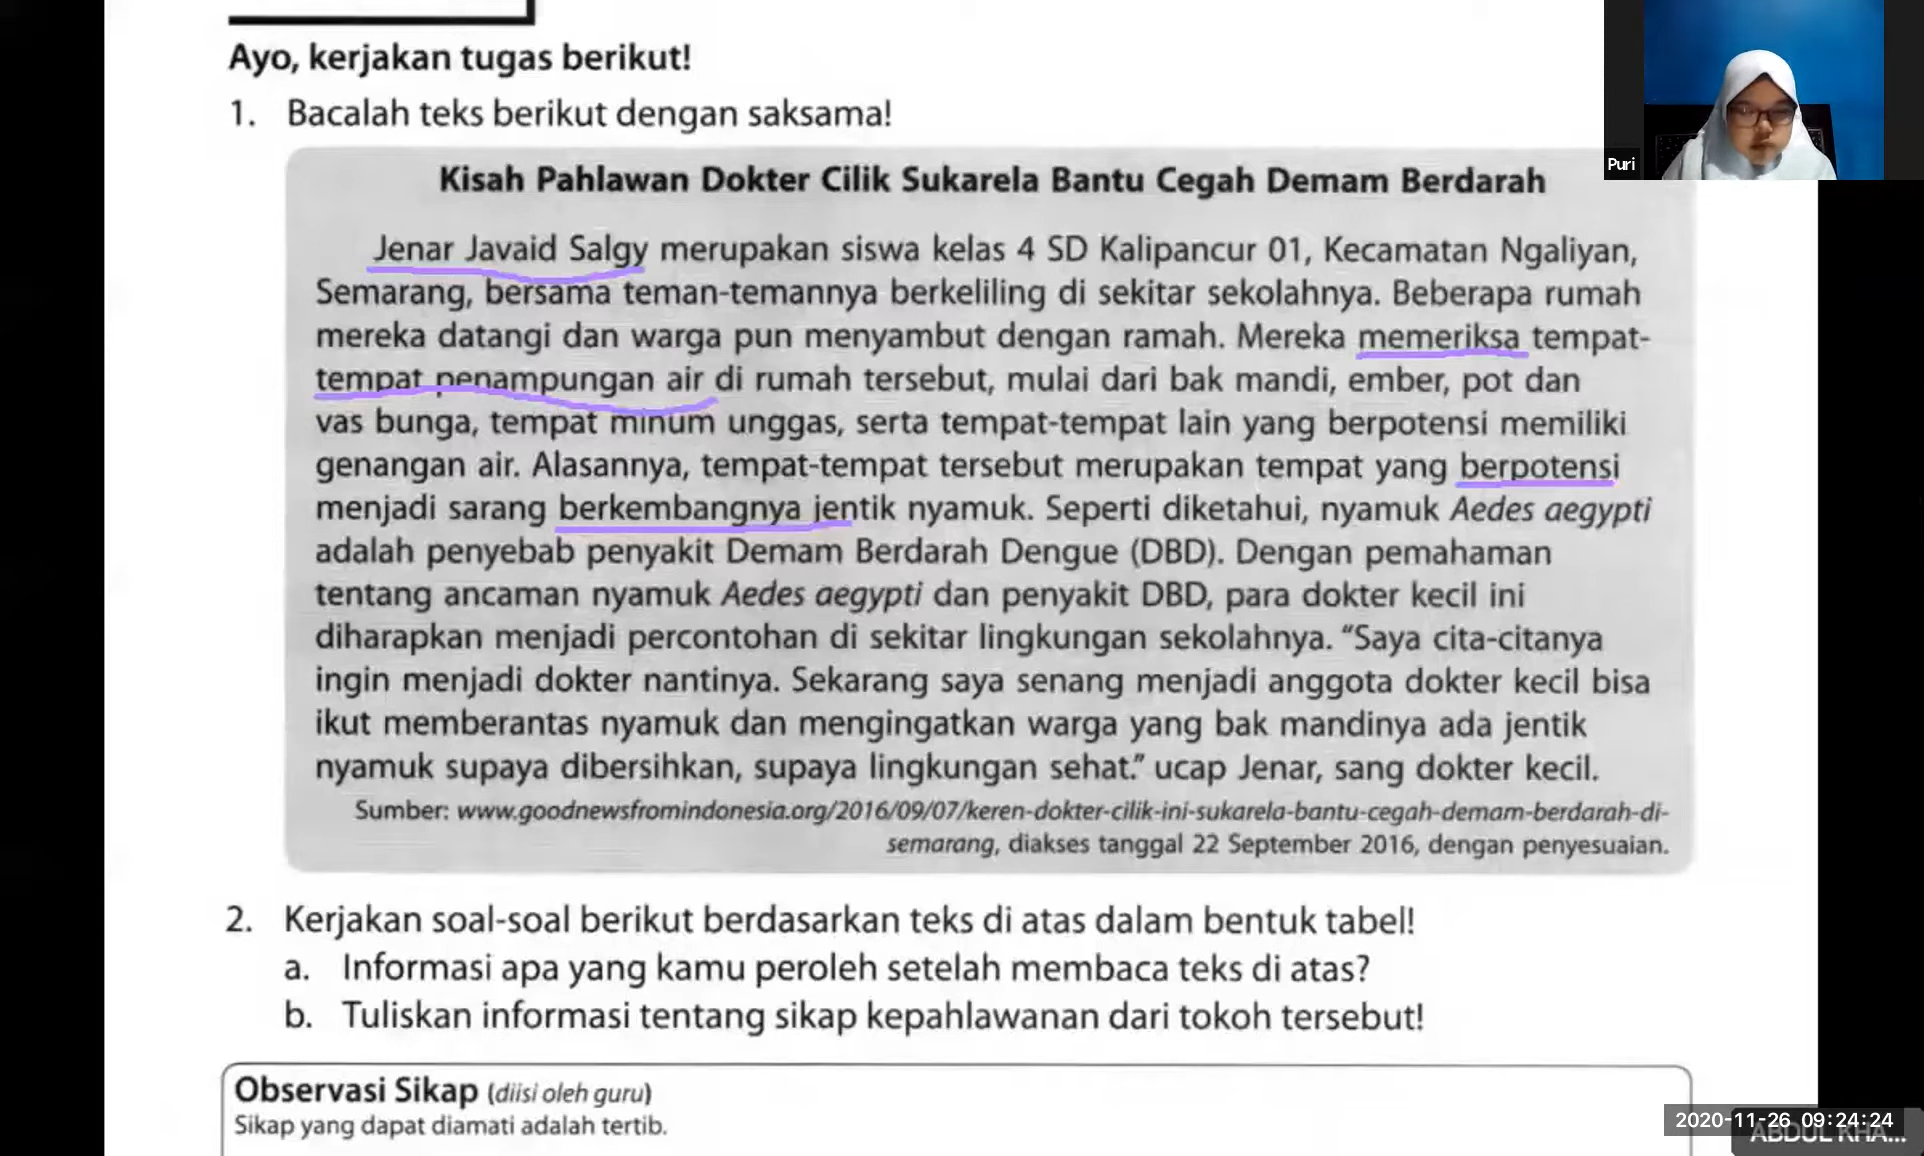 Ayo, kerjakan tugas berikut!
1. Bacalah teks berikut dengan saksama!
Puri
Kisah Pahlawan Dokter Cilik Sukarela Bantu Cegah Demam Berdarah
Jenar Javaid Salgy merupakan siswa kelas 4 SD Kalipancur 01, Kecamatan Ngaliyan,
Semarang, bersama teman-temannya berkeliling di sekitar sekolahnya. Beberapa rumah
mereka datangi dan warga pun menyambut dengan ramah. Mereka memeriksa tempat-
tempat penampungan air di rumah tersebut, mulai dari bak mandi, ember, pot dan
vas bunga, tempat minum unggas, serta tempat-tempat lain yang berpotensi memiliki
genangan air. Alasannya, tempat-tempat tersebut merupakan tempat yang berpotensi
menjadi sarang berkembangnya jentik nyamuk. Seperti diketahui, nyamuk Aedes aegypti
adalah penyebab penyakit Demam Berdarah Dengue (DBD). Dengan pemahaman
tentang ancaman nyamuk Aedes aegypti dan penyakit DBD, para dokter kecil ini
diharapkan menjadi percontohan di sekitar lingkungan sekolahnya. “Saya cita-citanya
ingin menjadi dokter nantinya. Sekarang saya senang menjadi anggota dokter kecil bisa
ikut memberantas nyamuk dan mengingatkan warga yang bak mandinya ada jentik
nyamuk supaya dibersihkan, supaya lingkungan sehat.” ucap Jenar, sang dokter kecil.
Sumber: www.goodnewsfromindonesia.org/2016/09/07/keren-dokter-cilik-ini-sukarela-bantu-cegah-demam-berdarah-di-
semarang, diakses tanggal 22 September 2016, dengan penyesuaian.
2. Kerjakan soal-soal berikut berdasarkan teks di atas dalam bentuk tabel!
a. Informasi apa yang kamu peroleh setelah membaca teks di atas?
b. Tuliskan informasi tentang sikap kepahlawanan dari tokoh tersebut!
Observasi Sikap (diisi oleh guru)
Sikap yang dapat diamati adalah tertib.
2020-11-26 09:24:24
ABDUL KHA...